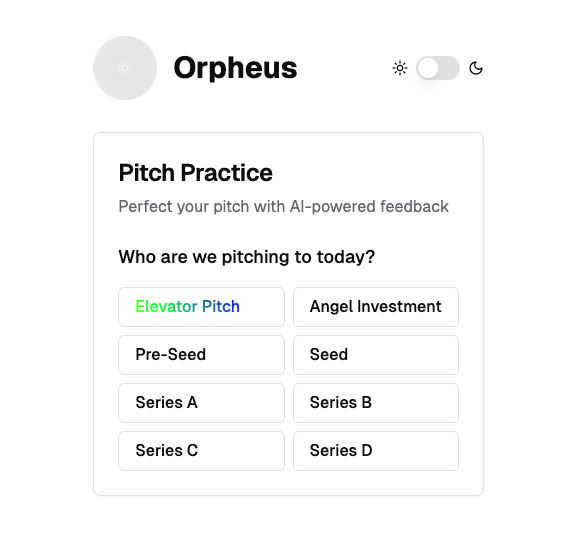 Orpheus
Pitch Practice
Perfect your pitch with AI-powered feedback
Who are we pitching to today?
Elevator Pitch
Angel Investment
Pre-Seed
Seed
Series A
Series B
Series C
Series D